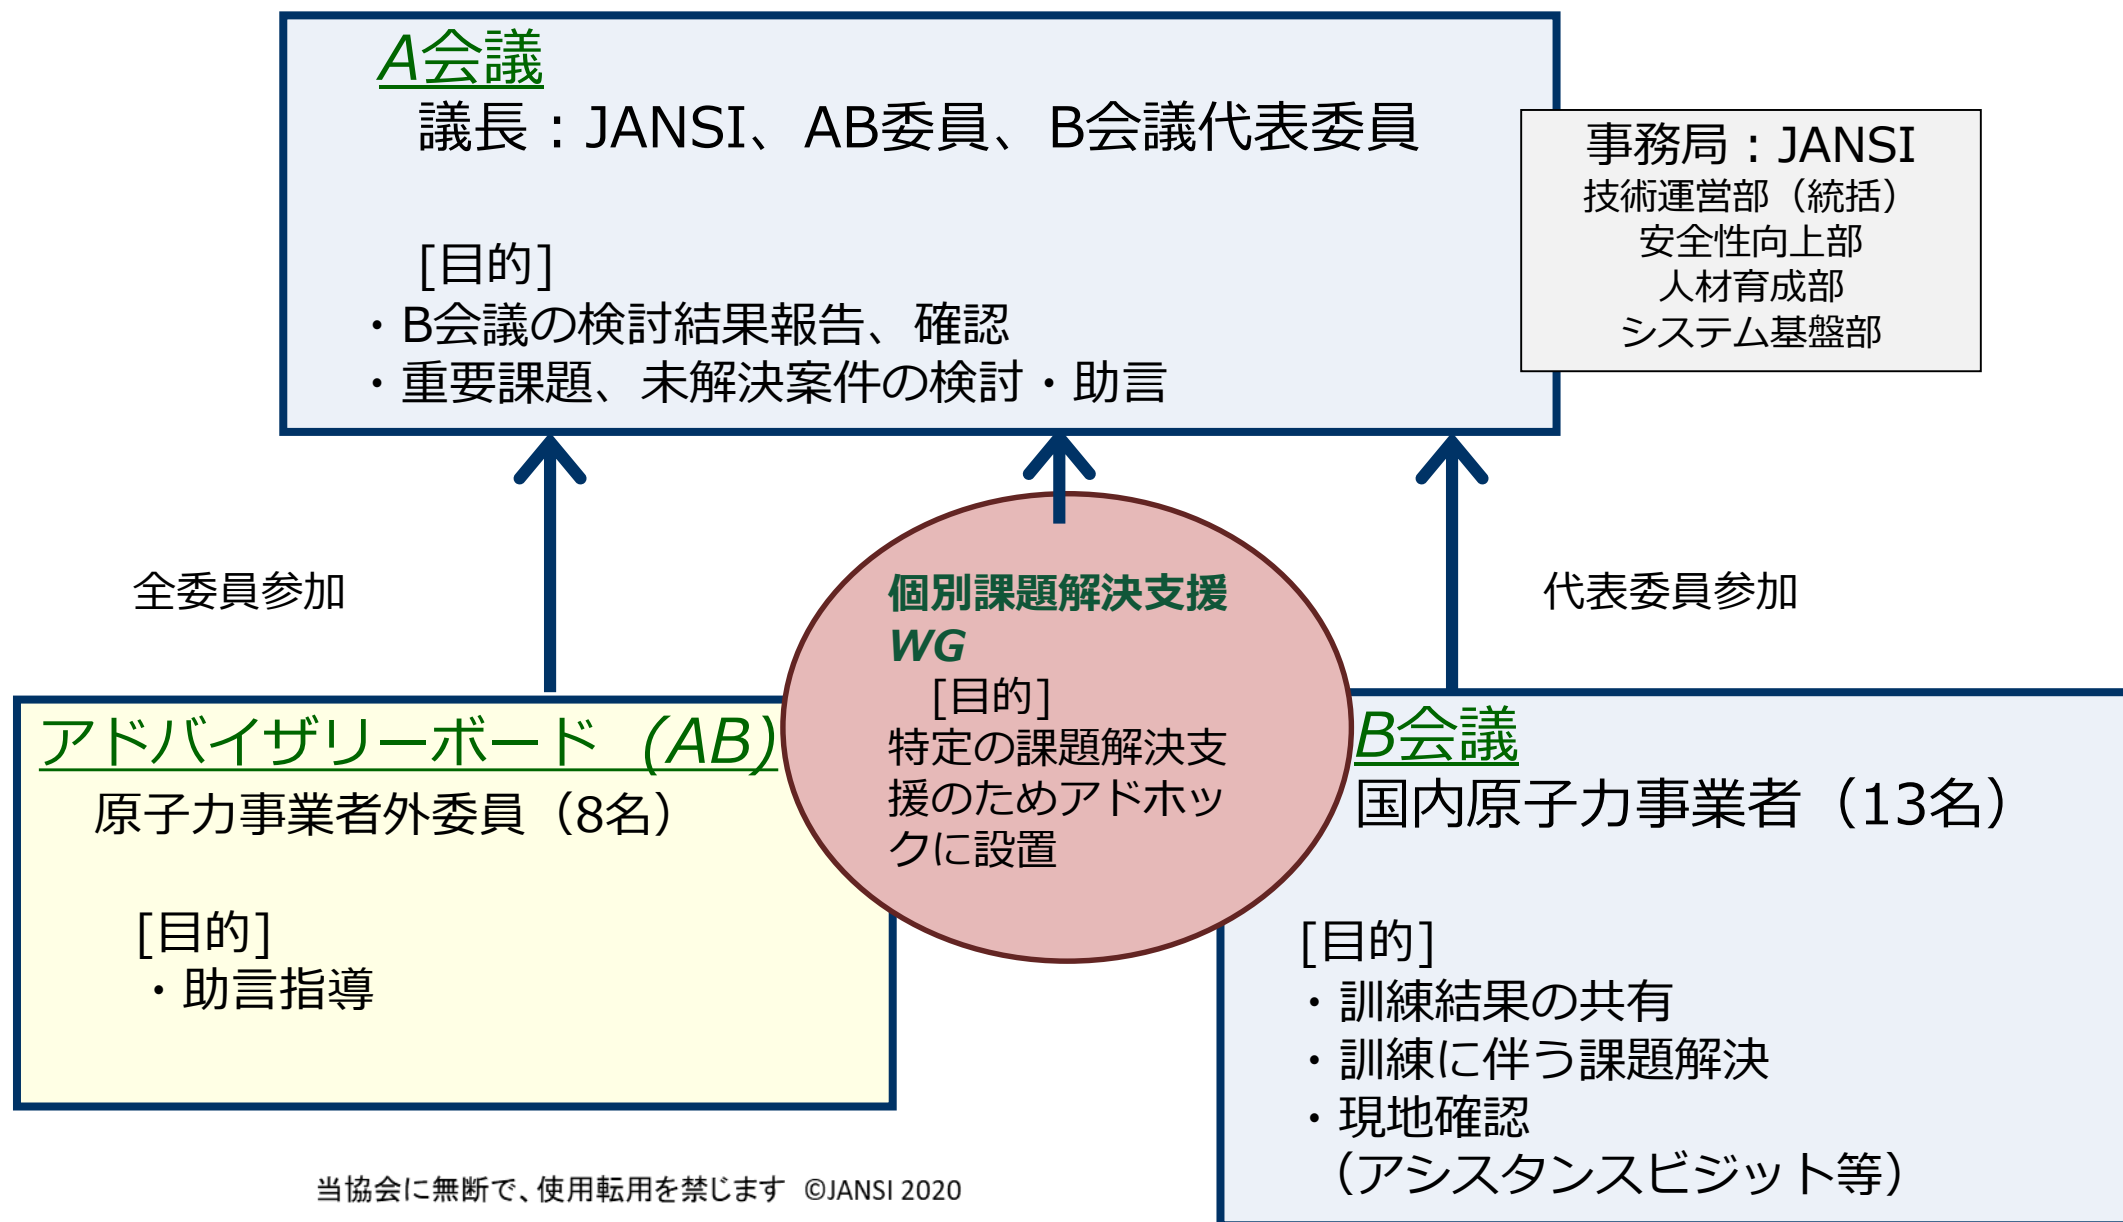 A会議
議長：JANSI、AB委員、B会議代表委員
[目的]
・B会議の検討結果報告、確認
・重要課題、未解決案件の検討・助言
事務局：JANSI
技術運営部（統括）
安全性向上部
人材育成部
システム基盤部
全委員参加
代表委員参加
個別課題解決支援
WG
[目的]
特定の課題解決支
援のためアドホッ
クに設置
アドバイザリーボード (AB)
原子力事業者外委員（8名）
[目的]
・助言指導
B会議
国内原子力事業者（13名）
[目的]
・訓練結果の共有
・訓練に伴う課題解決
・現地確認
（アシスタンスビジット等）
当協会に無断で、使用転用を禁じます ©JANSI 2020